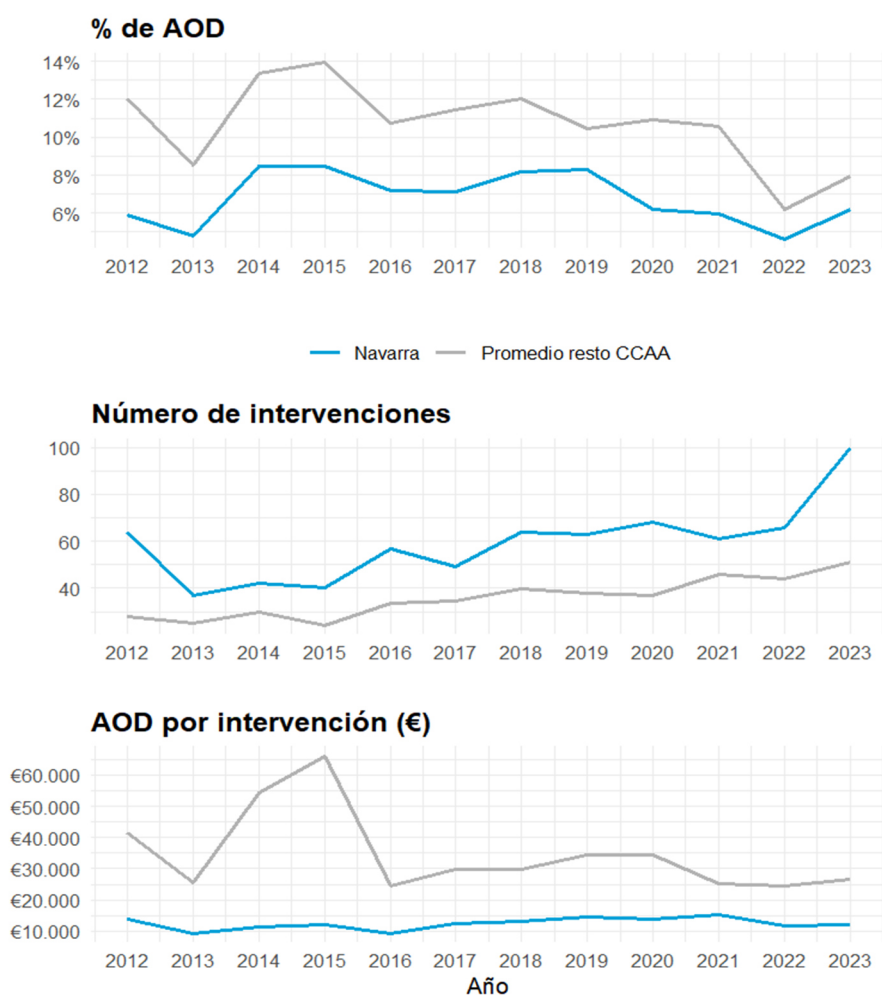 % de AOD
14%
12%
10%
8%
6%
2012 2013 2014 2015 2016 2017 2018 2019 2020 2021 2022 2023
Navarra Promedio resto CCAA
Número de intervenciones
100
80
60
40
2012 2013 2014 2015 2016 2017 2018 2019 2020 2021 2022 2023
AOD por intervención (€)
€60.000
€50.000
€40.000
€30.000
€20.000
€10.000
2012 2013 2014 2015 2016 2017 2018 2019 2020 2021 2022 2023
Año